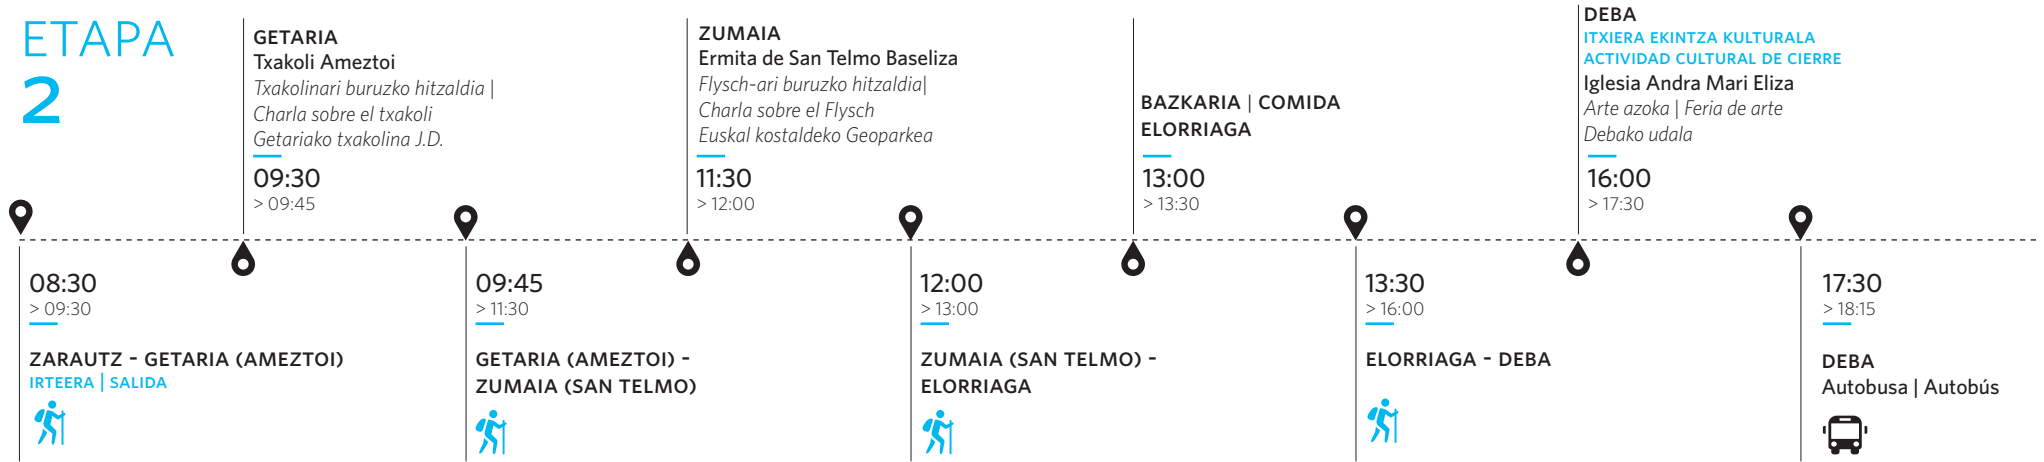 ETAPA
2
GETARIA
Txakoli Ameztoi
Txakolinari buruzko hitzaldia |
Charla sobre el txakoli
Getariako txakolina J.D.
09:30
> 09:45
ZUMAIA
Ermita de San Telmo Baseliza
Flysch-ari buruzko hitzaldia|
Charla sobre el Flysch
Euskal kostaldeko Geoparkea
11:30
> 12:00
BAZKARIA | COMIDA
ELORRIAGA
13:00
> 13:30
DEBA
ITXIERA EKINTZA KULTURALA
ACTIVIDAD CULTURAL DE CIERRE
Iglesia Andra Mari Eliza
Arte azoka | Feria de arte
Debako udala
16:00
> 17:30
08:30
> 09:30
ZARAUTZ - GETARIA (AMEZTOI)
IRTEERA | SALIDA
09:45
> 11:30
GETARIA (AMEZTOI) -
ZUMAIA (SAN TELMO)
12:00
> 13:00
ZUMAIA (SAN TELMO) -
ELORRIAGA
13:30
> 16:00
ELORRIAGA - DEBA
17:30
> 18:15
DEBA
Autobusa | Autobús